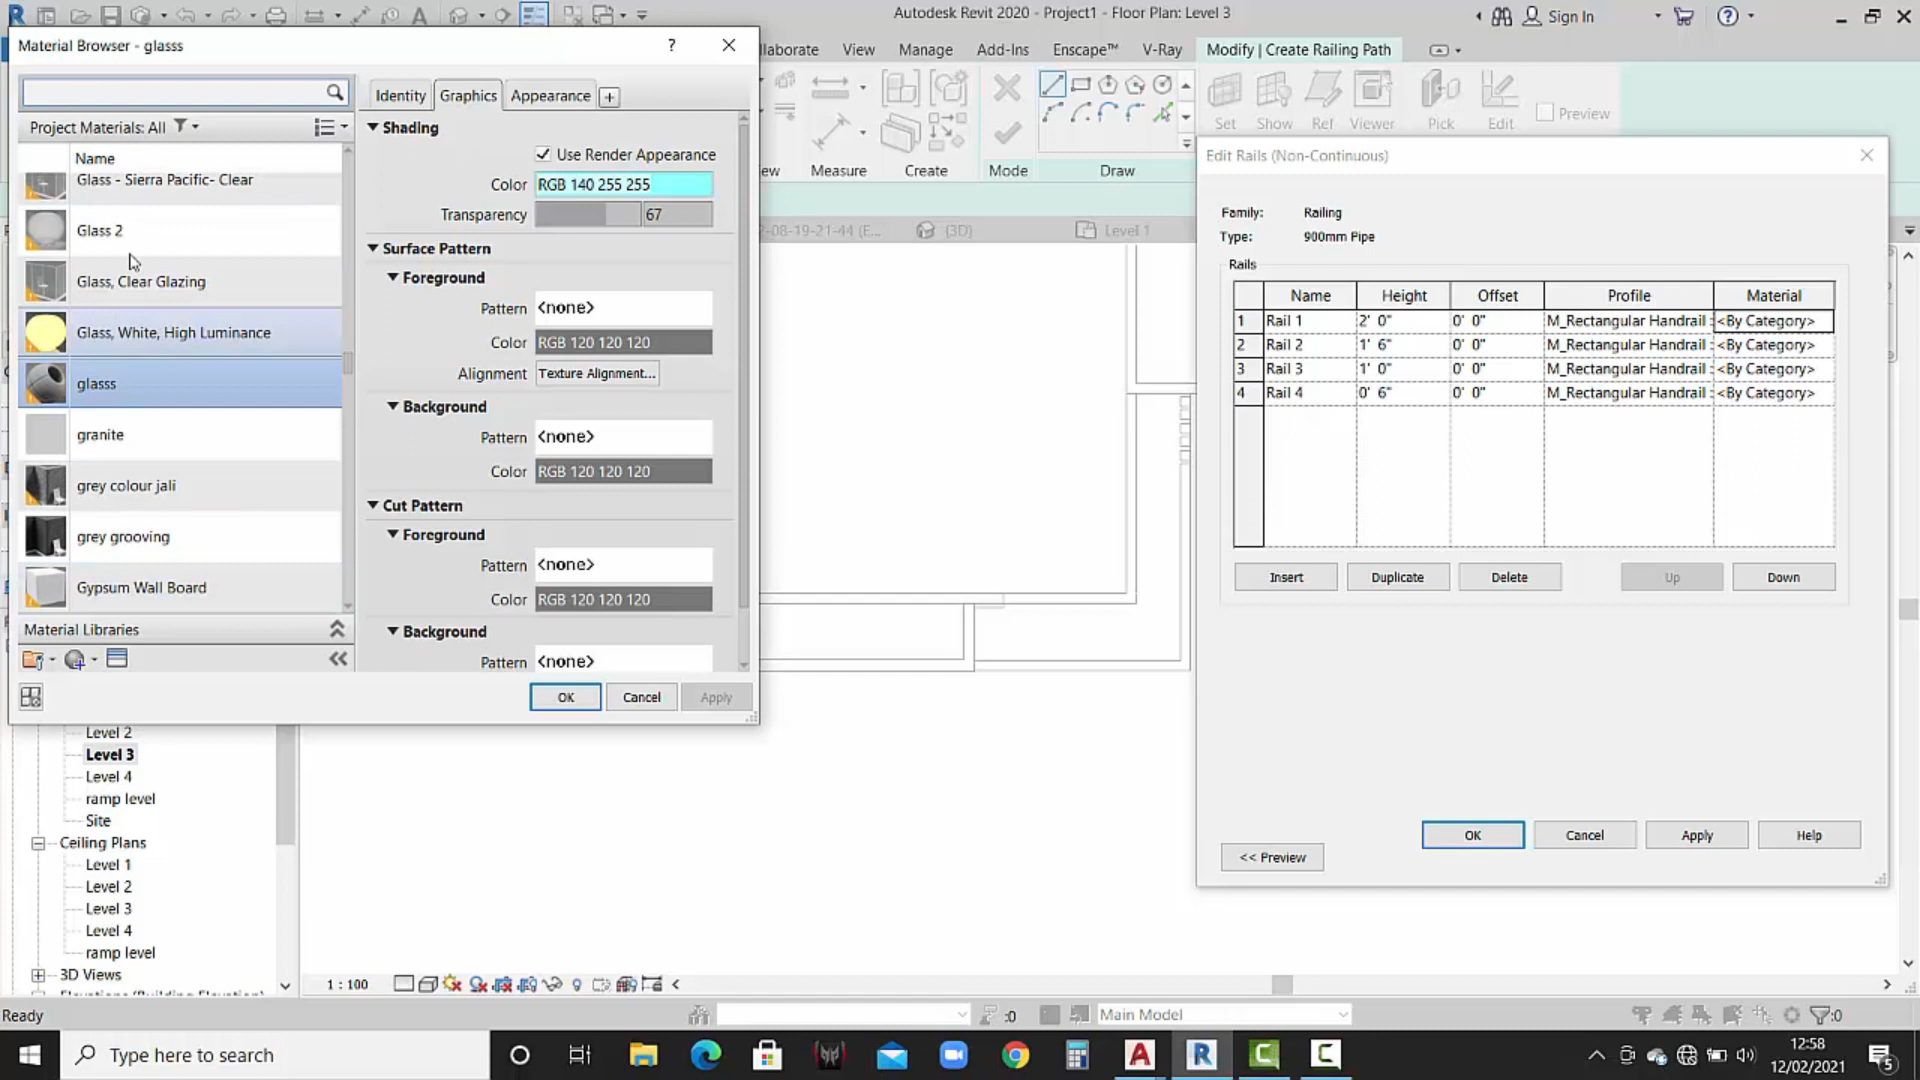 Autodesk Revit 2020 - Project1 - Floor Plan: Level 3
Sign In
Material Browser - glasss
Collaborate View Manage Add-Ins Enscape™ V-Ray Modify | Create Railing Path
Identity Graphics Appearance
Set Show Ref Viewer Pick Edit Preview
Measure Create Mode Draw
Project Materials: All
Name
Glass - Sierra Pacific- Clear
Glass 2
Glass, Clear Glazing
Glass, White, High Luminance
glasss
granite
grey colour jali
grey grooving
Gypsum Wall Board
Material Libraries
Shading
Use Render Appearance
Color RGB 140 255 255
Transparency 67
Surface Pattern
Foreground
Pattern <none>
Color RGB 120 120 120
Alignment Texture Alignment...
Background
Pattern <none>
Color RGB 120 120 120
Cut Pattern
Foreground
Pattern <none>
Color RGB 120 120 120
Background
Pattern <none>
OK Cancel Apply
{3D} Level 1
Edit Rails (Non-Continuous)
Family: Railing
Type: 900mm Pipe
Rails
Name Height Offset Profile Material
1 Rail 1 2' 0" 0' 0" M_Rectangular Handrail : <By Category>
2 Rail 2 1' 6" 0' 0" M_Rectangular Handrail : <By Category>
3 Rail 3 1' 0" 0' 0" M_Rectangular Handrail : <By Category>
4 Rail 4 0' 6" 0' 0" M_Rectangular Handrail : <By Category>
Insert Duplicate Delete Up Down
OK Cancel Apply Help
<< Preview
Level 2
Level 3
Level 4
ramp level
Site
Ceiling Plans
Level 1
Level 2
Level 3
Level 4
ramp level
3D Views
Elevations (Building Elevation)
1 : 100
Ready
:0
Main Model
:0
Type here to search
12:58
12/02/2021
5